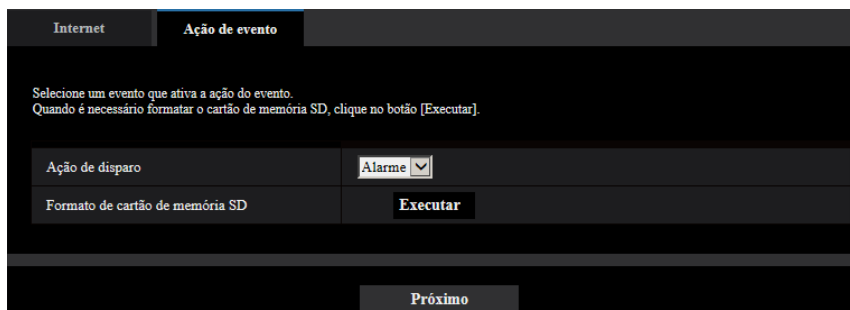 Internet
Ação de evento
Selecione um evento que ativa a ação do evento.
Quando é necessário formatar o cartão de memória SD, clique no botão [Executar].
Ação de disparo
Alarme
Formato de cartão de memória SD
Executar
Próximo